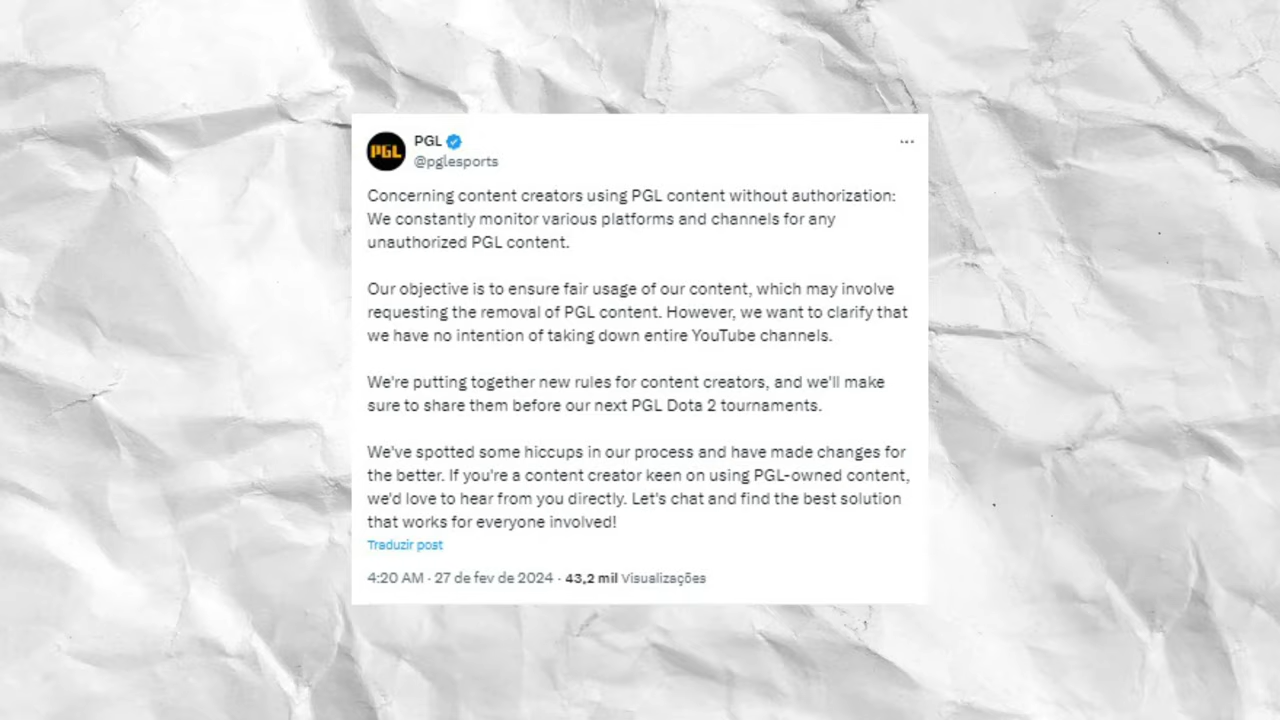 PGL
PGL
@pglesports
Concerning content creators using PGL content without authorization:
We constantly monitor various platforms and channels for any
unauthorized PGL content.
Our objective is to ensure fair usage of our content, which may involve
requesting the removal of PGL content. However, we want to clarify that
we have no intention of taking down entire YouTube channels.
We're putting together new rules for content creators, and we'll make
sure to share them before our next PGL Dota 2 tournaments.
We've spotted some hiccups in our process and have made changes for
the better. If you're a content creator keen on using PGL-owned content,
we'd love to hear from you directly. Let's chat and find the best solution
that works for everyone involved!
Traduzir post
4:20 AM · 27 de fev de 2024 · 43,2 mil Visualizações